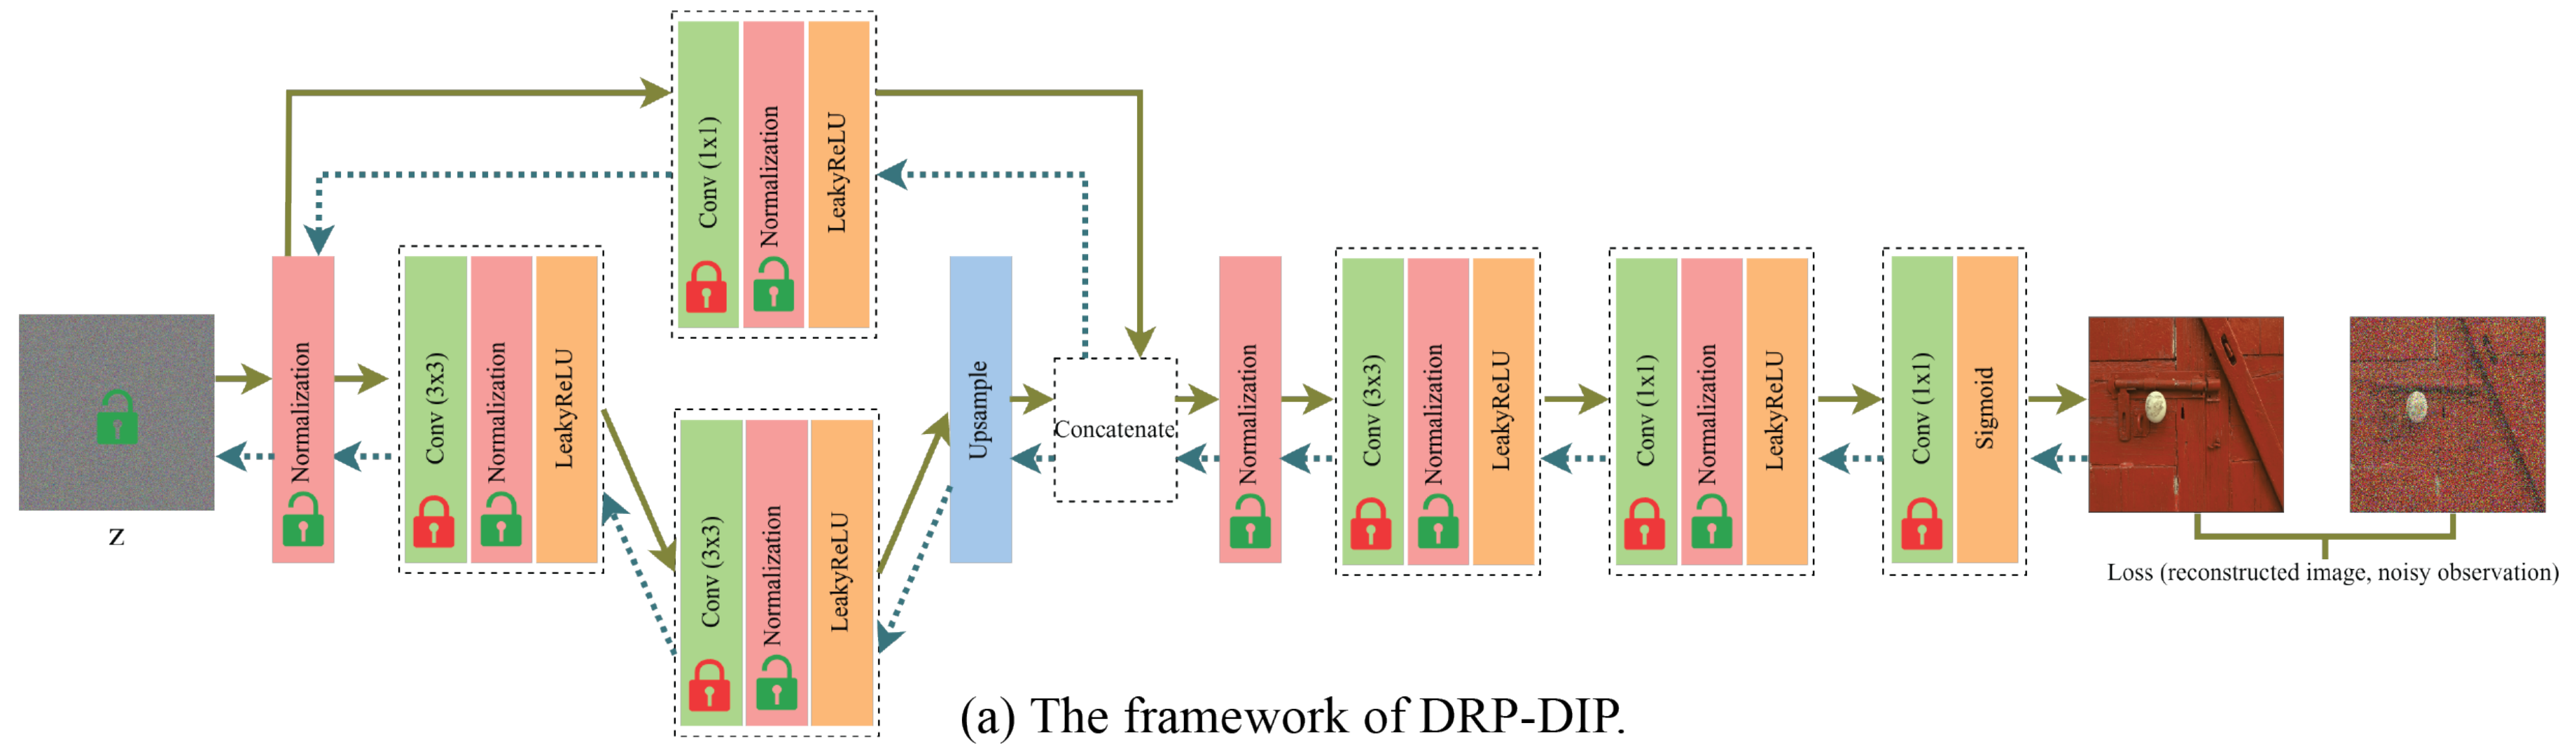 z
Normalization
Conv (3x3)
Normalization
LeakyReLU
Conv (1x1)
Normalization
LeakyReLU
Conv (3x3)
Normalization
LeakyReLU
Upsample
Concatenate
Normalization
Conv (3x3)
Normalization
LeakyReLU
Conv (1x1)
Normalization
LeakyReLU
Conv (1x1)
Sigmoid
Loss (reconstructed image, noisy observation)
(a) The framework of DRP-DIP.